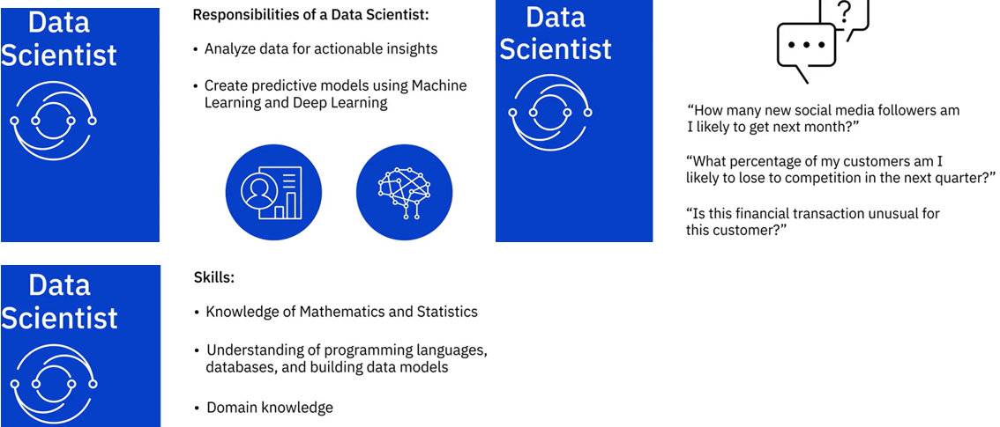 Data
Scientist
Responsibilities of a Data Scientist:
• Analyze data for actionable insights
• Create predictive models using Machine
Learning and Deep Learning
Data
Scientist
?
“How many new social media followers am
I likely to get next month?”
“What percentage of my customers am I
likely to lose to competition in the next quarter?”
“Is this financial transaction unusual for
this customer?”
Data
Scientist
Skills:
• Knowledge of Mathematics and Statistics
• Understanding of programming languages,
databases, and building data models
• Domain knowledge